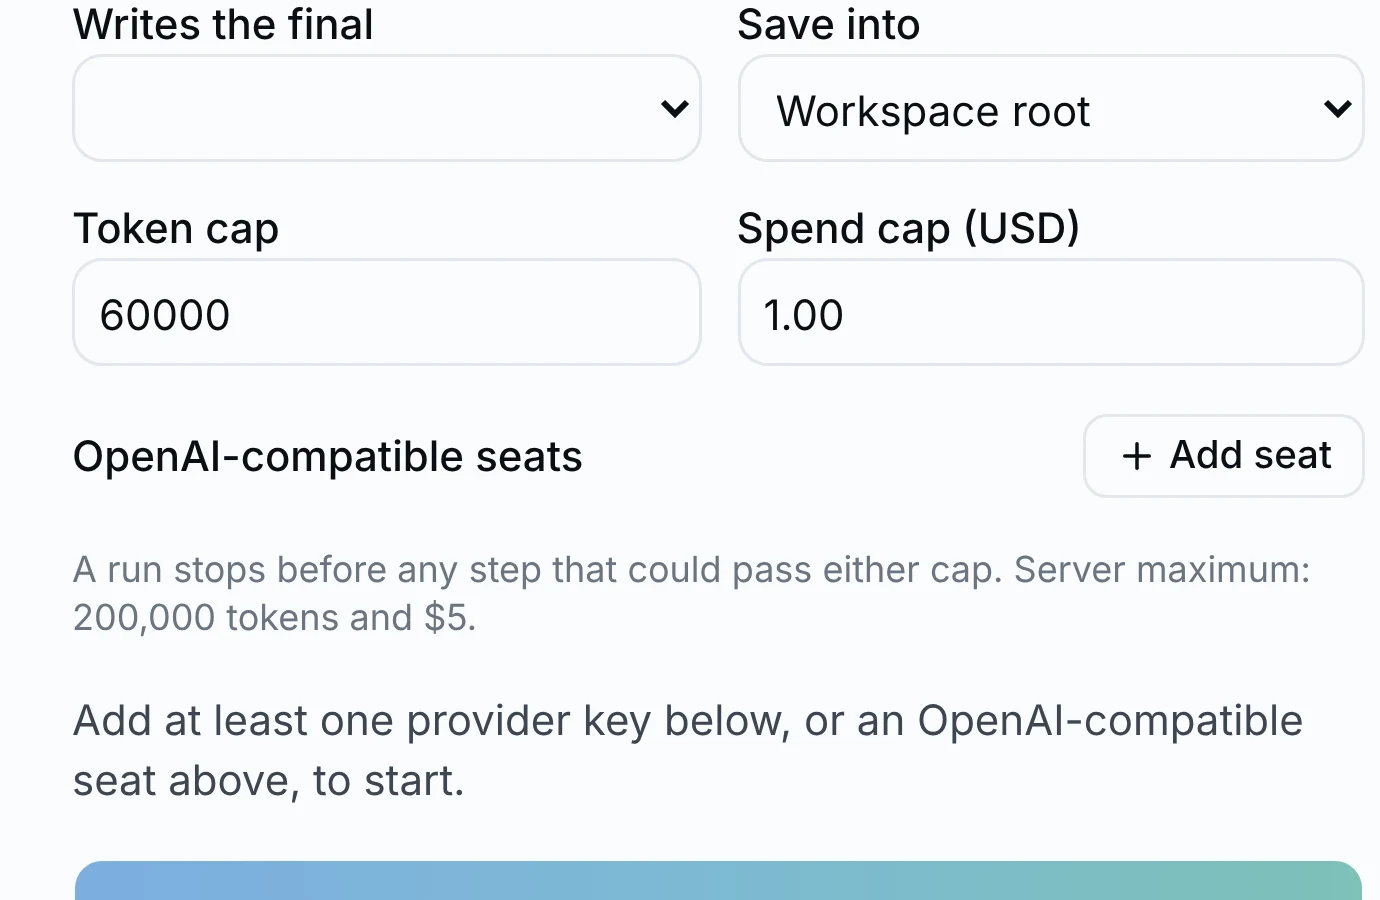 Writes the final
Save into
Workspace root
Token cap
Spend cap (USD)
60000
1.00
OpenAI-compatible seats
+ Add seat
A run stops before any step that could pass either cap. Server maximum:
200,000 tokens and $5.
Add at least one provider key below, or an OpenAI-compatible
seat above, to start.